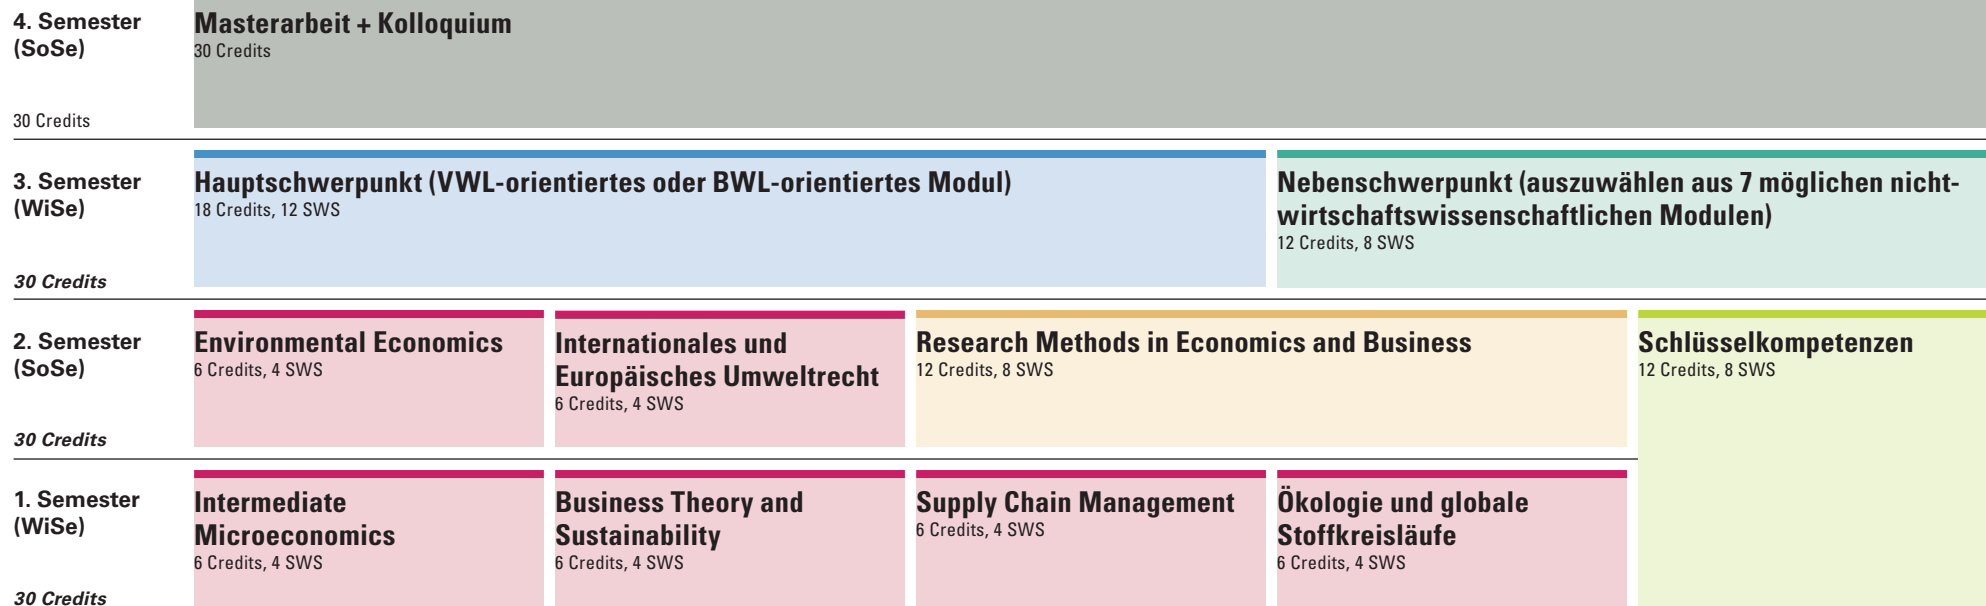 4. Semester
(SoSe)
30 Credits
Masterarbeit + Kolloquium
30 Credits
3. Semester
(WiSe)
30 Credits
Hauptschwerpunkt (VWL-orientiertes oder BWL-orientiertes Modul)
18 Credits, 12 SWS
Nebenschwerpunkt (auszuwählen aus 7 möglichen nicht-
wirtschaftswissenschaftlichen Modulen)
12 Credits, 8 SWS
2. Semester
(SoSe)
30 Credits
Environmental Economics
6 Credits, 4 SWS
Internationales und
Europäisches Umweltrecht
6 Credits, 4 SWS
Research Methods in Economics and Business
12 Credits, 8 SWS
Schlüsselkompetenzen
12 Credits, 8 SWS
1. Semester
(WiSe)
30 Credits
Intermediate
Microeconomics
6 Credits, 4 SWS
Business Theory and
Sustainability
6 Credits, 4 SWS
Supply Chain Management
6 Credits, 4 SWS
Ökologie und globale
Stoffkreisläufe
6 Credits, 4 SWS